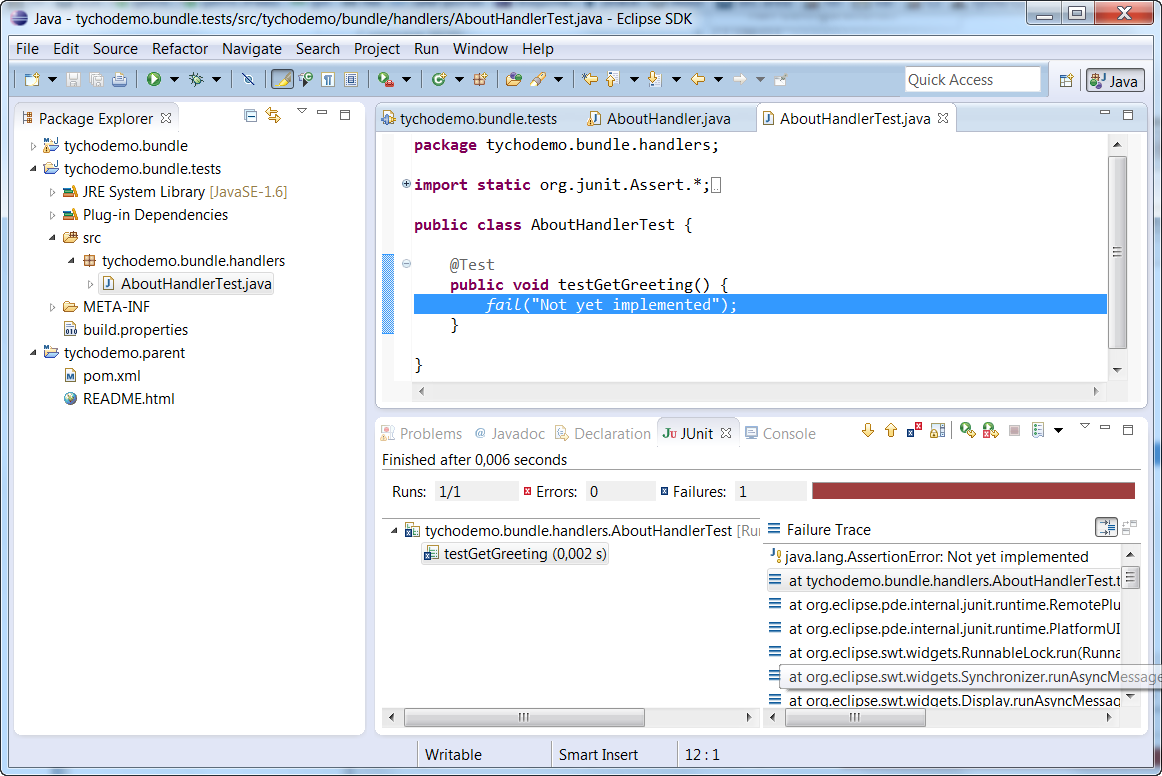 Java - tychodemo.bundle.tests/src/tychodemo/bundle/handlers/AboutHandlerTest.java - Eclipse SDK
File Edit Source Refactor Navigate Search Project Run Window Help
Quick Access
Java
Package Explorer
tychodemo.bundle
tychodemo.bundle.tests
JRE System Library [JavaSE-1.6]
Plug-in Dependencies
src
tychodemo.bundle.handlers
AboutHandlerTest.java
META-INF
build.properties
tychodemo.parent
pom.xml
README.html
tychodemo.bundle.tests AboutHandler.java AboutHandlerTest.java
package tychodemo.bundle.handlers;
import static org.junit.Assert.*;
public class AboutHandlerTest {
@Test
public void testGetGreeting() {
fail("Not yet implemented");
}
}
Problems @ Javadoc Declaration JUnit Console
Finished after 0,006 seconds
Runs: 1/1 Errors: 0 Failures: 1
tychodemo.bundle.handlers.AboutHandlerTest [Ru
testGetGreeting (0,002 s)
Failure Trace
java.lang.AssertionError: Not yet implemented
at tychodemo.bundle.handlers.AboutHandlerTest.t
at org.eclipse.pde.internal.junit.runtime.RemotePlu
at org.eclipse.pde.internal.junit.runtime.PlatformUI
at org.eclipse.swt.widgets.RunnableLock.run(Runna
at org.eclipse.swt.widgets.Synchronizer.runAsyncMessage
at org.eclipse.swt.widgets.Display.runAsyncMessag
Writable Smart Insert 12 : 1